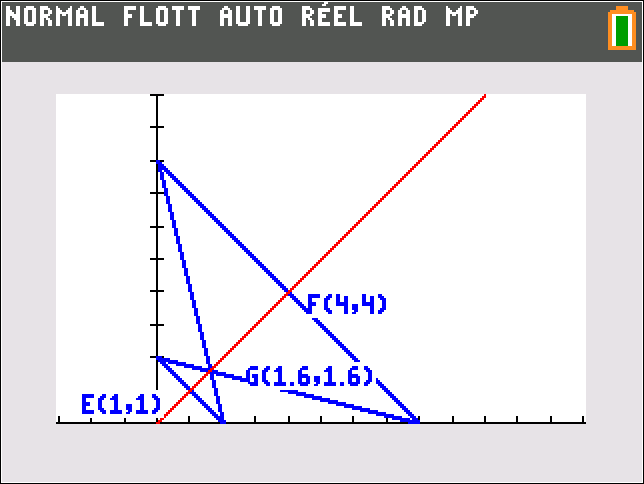 NORMAL FLOTT AUTO RÉEL RAD MP
F(4,4)
G(1.6,1.6)
E(1,1)